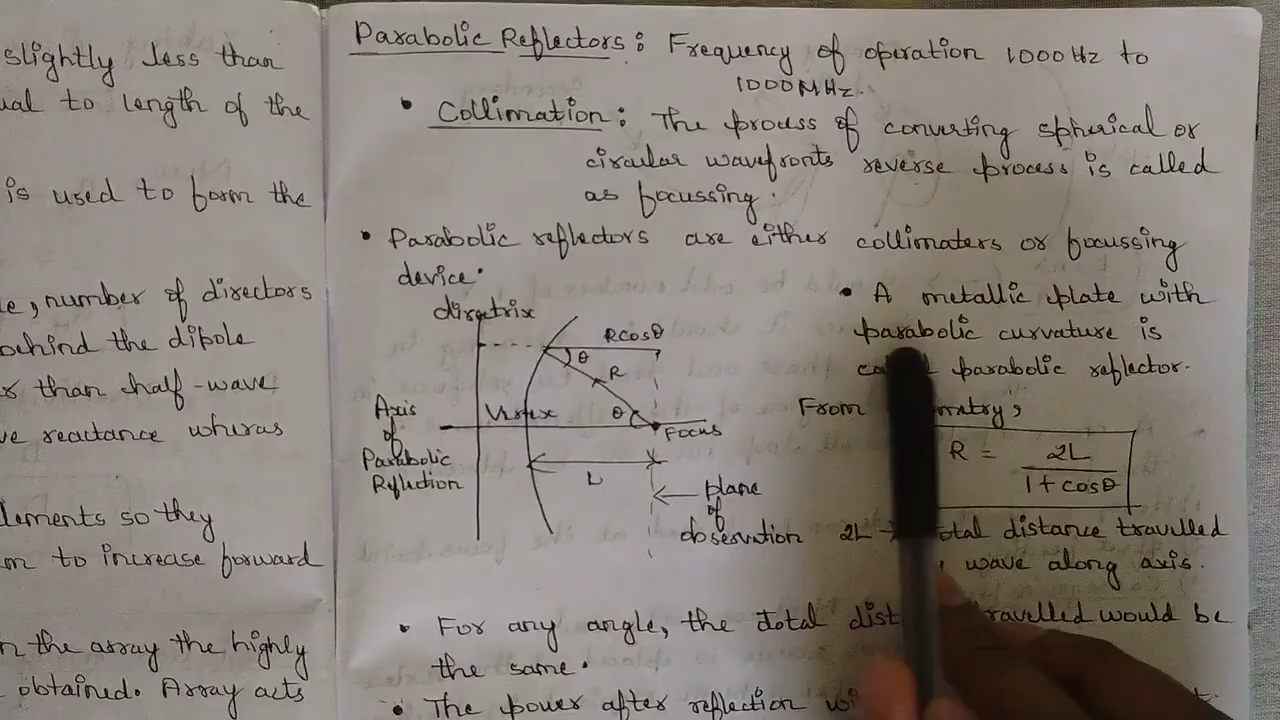 slightly less than
ual to length of the
is used to form the
e, number of directors
behind the dipole
r than half-wave
ve reactance wheras
lements so they
m to increase forward
n the array the highly
obtained. Array acts
Parabolic Reflectors: Frequency of operation 1000Hz to
1000MHz.
• Collimation: The process of converting spherical or
circular wavefronts reverse process is called
as focussing.
• Parabolic reflectors are either collimaters or focussing
device.
directrix
RCosθ
θ
R
Axis
of
Parabolic
Reflection
Vertex
θ
Focus
L
plane
of
observation
• A metallic plate with
parabolic curvature is
parabolic reflector.
From
R = 2L / 1 + cosθ
2L → total distance travelled
wave along axis.
• For any angle, the total travelled would be
the same.
• The power after reflection